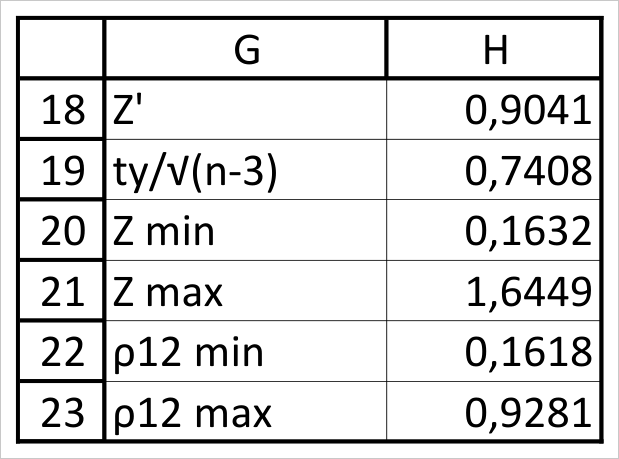 G H
18 Z' 0,9041
19 ty/√(n-3) 0,7408
20 Z min 0,1632
21 Z max 1,6449
22 ρ12 min 0,1618
23 ρ12 max 0,9281